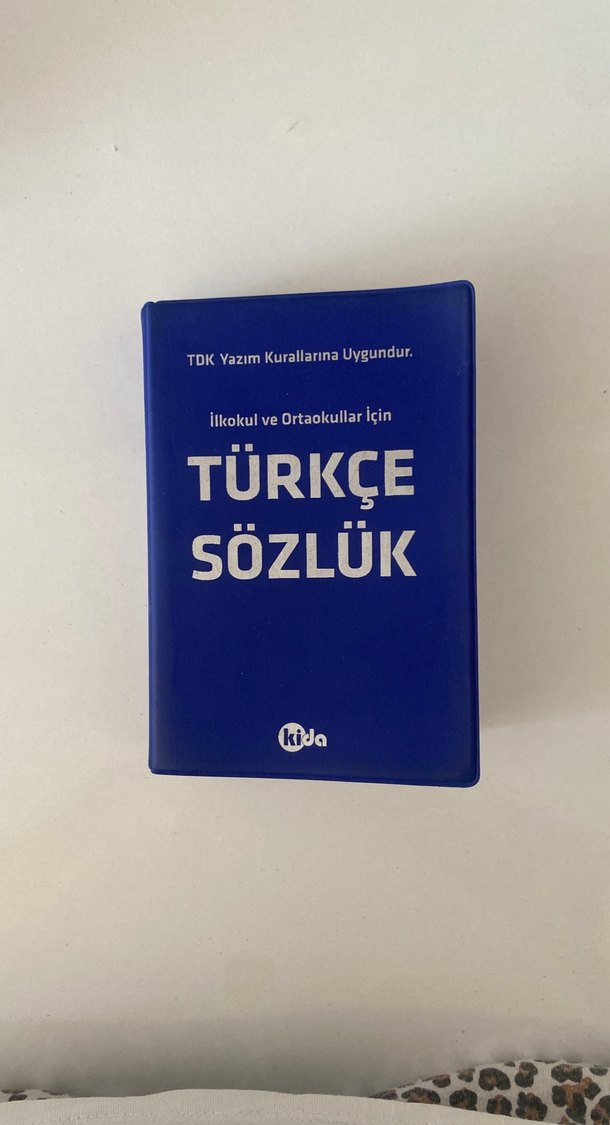 TDK Yazım Kurallarına Uygundur.
İlkokul ve Ortaokullar İçin
TÜRKÇE
SÖZLÜK
kida